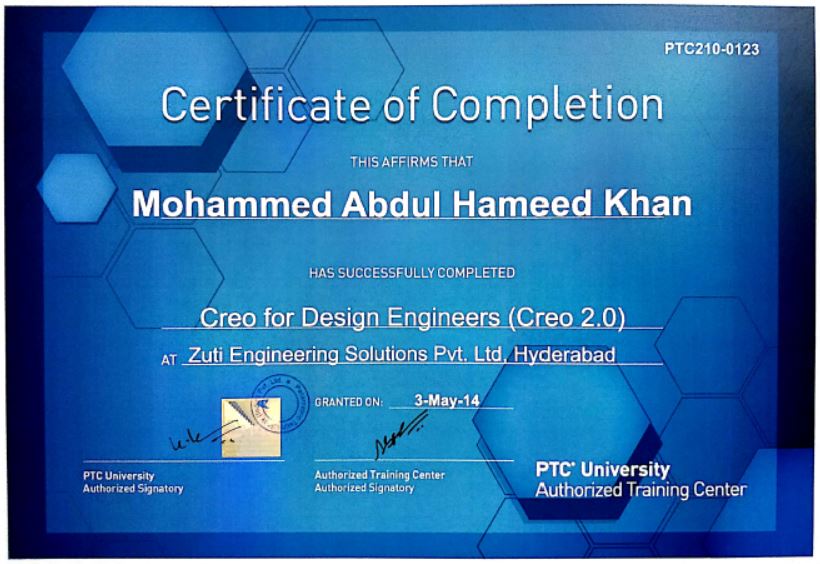 PTC210-0123
Certificate of Completion
THIS AFFIRMS THAT
Mohammed Abdul Hameed Khan
HAS SUCCESSFULLY COMPLETED
Creo for Design Engineers (Creo 2.0)
AT Zuti Engineering Solutions Pvt. Ltd, Hyderabad
GRANTED ON: 3-May-14
PTC University
Authorized Signatory
Authorized Training Center
Authorized Signatory
PTC® University
Authorized Training Center